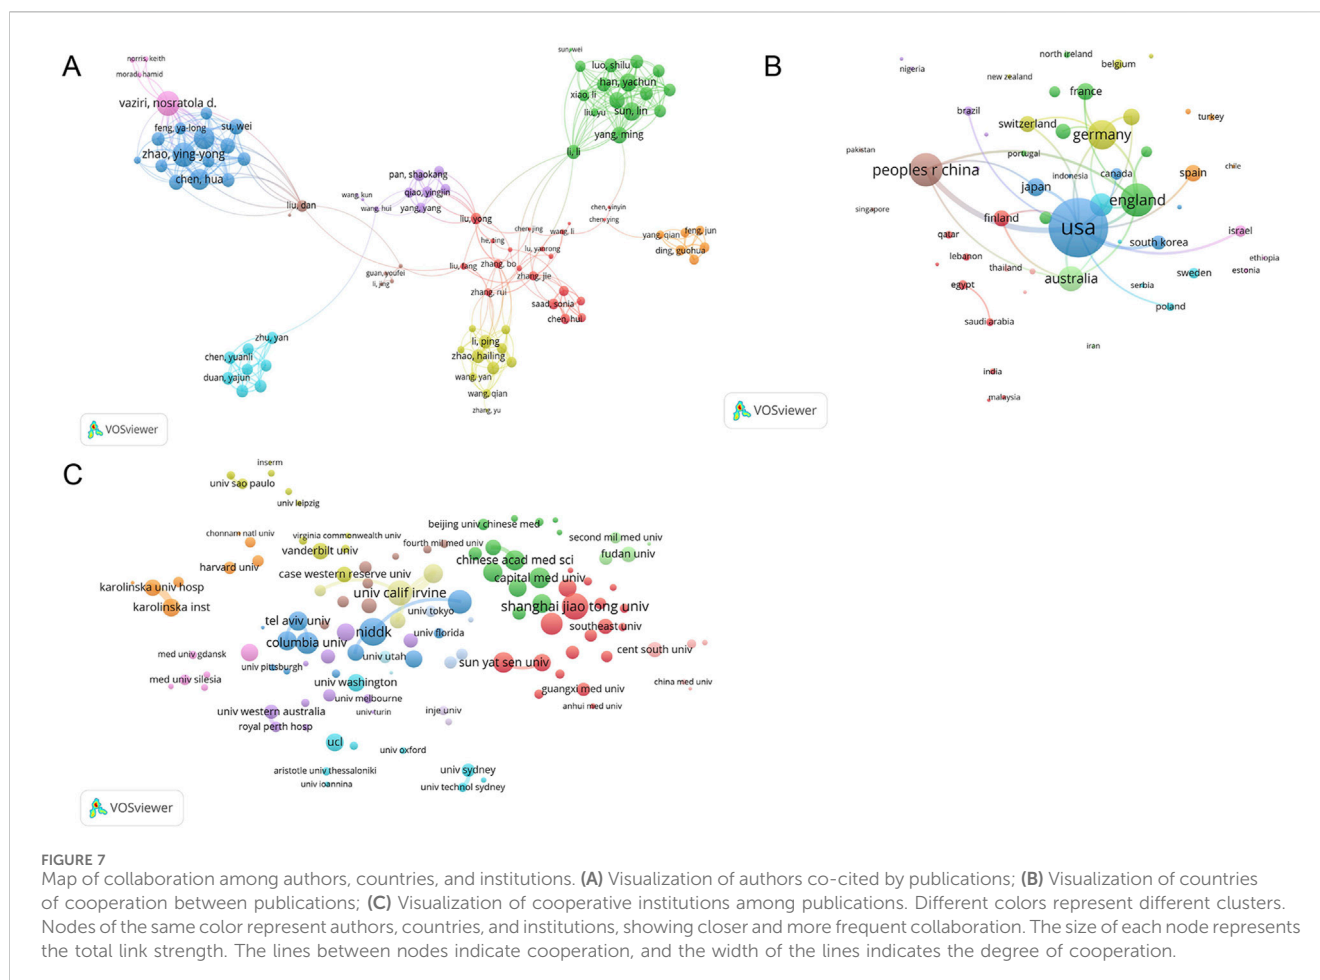 A
norris, keith
moradi, hamid
vaziri, nosratola d.
feng, ya-long
su, wei
zhao, ying-yong
chen, hua
liu, dan
sun, wei
luo, shilu
han, yachun
xiao, li
liu, yu
sun, lin
yang, ming
li, li
pan, shaokang
wang, kun
qiao, yingjin
wang, hui
yang, yang
liu, yong
chen, yinyin
chen, ying
chen, jing
wang, li
he, ting
lu, yanrong
yang, qian
feng, jun
ding, guohua
guan, youfei
li, jing
liu, fang
zhang, bo
zhang, jie
zhang, rui
saad, sonia
chen, hui
zhu, yan
chen, yuanli
duan, yajun
li, ping
zhao, hailing
wang, yan
wang, qian
zhang, yu
VOSviewer
B
north ireland
nigeria
belgium
new zealand
france
brazil
switzerland
germany
turkey
pakistan
portugal
peoples r china
indonesia
canada
chile
spain
japan
england
singapore
finland
usa
qatar
south korea
israel
lebanon
ethiopia
thailand
estonia
australia
sweden
egypt
serbia
poland
saudi arabia
iran
india
malaysia
VOSviewer
C
inserm
univ sao paulo
univ leipzig
chonnam natl univ
virginia commonwealth univ
beijing univ chinese med
fourth mil med univ
second mil med univ
vanderbilt univ
fudan univ
harvard univ
case western reserve univ
chinese acad med sci
karolinska univ hosp
capital med univ
univ calif irvine
karolinska inst
univ tokyo
shanghai jiao tong univ
tel aviv univ
niddk
univ florida
southeast univ
columbia univ
cent south univ
med univ gdansk
univ utah
univ pittsburgh
sun yat sen univ
med univ silesia
univ washington
china med univ
guangxi med univ
univ melbourne
anhui med univ
univ western australia
univ turin
inje univ
royal perth hosp
ucl
univ oxford
aristotle univ thessaloniki
univ sydney
univ ioannina
univ technol sydney
VOSviewer
FIGURE 7
Map of collaboration among authors, countries, and institutions. (A) Visualization of authors co-cited by publications; (B) Visualization of countries
of cooperation between publications; (C) Visualization of cooperative institutions among publications. Different colors represent different clusters.
Nodes of the same color represent authors, countries, and institutions, showing closer and more frequent collaboration. The size of each node represents
the total link strength. The lines between nodes indicate cooperation, and the width of the lines indicates the degree of cooperation.